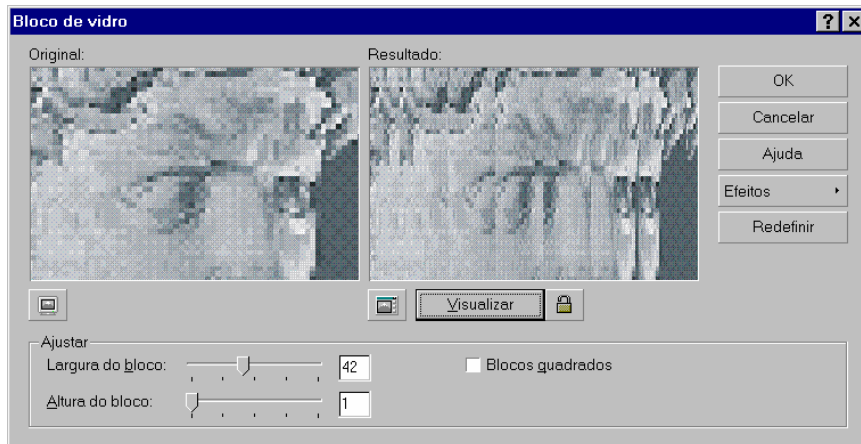 Bloco de vidro
Original:
Resultado:
OK
Cancelar
Ajuda
Efeitos
Redefinir
Visualizar
Ajustar
Largura do bloco: 42
Blocos quadrados
Altura do bloco: 1